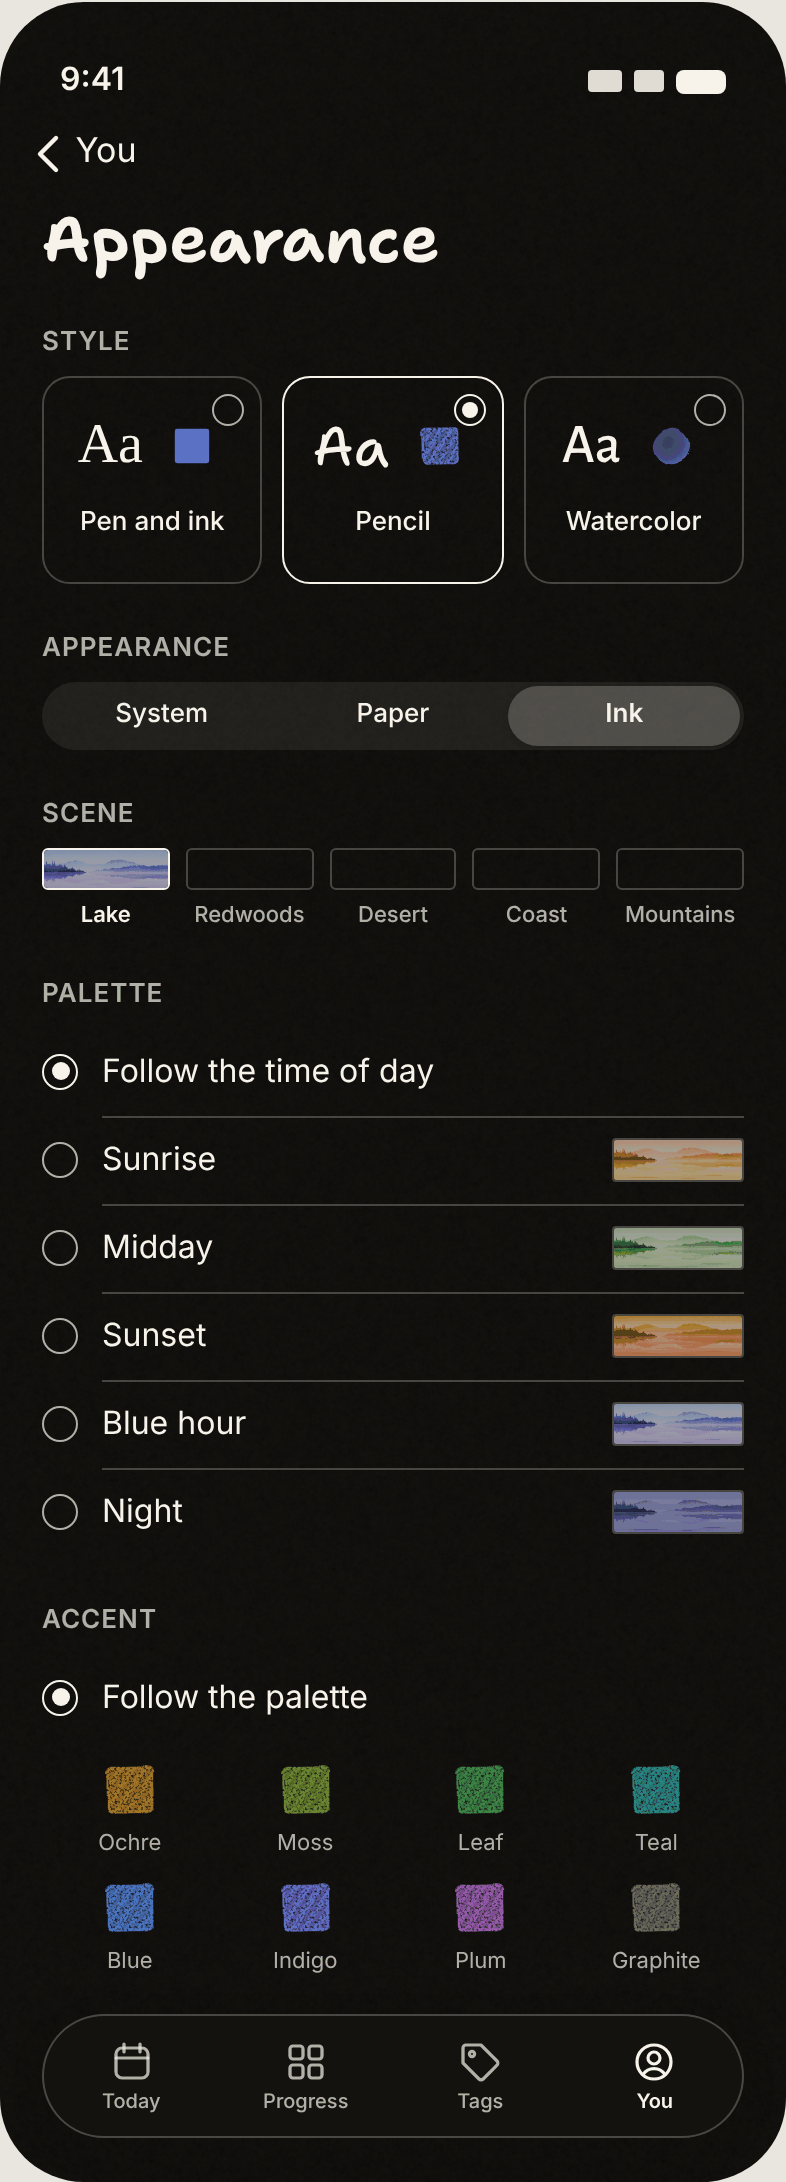 9:41
You
Appearance
STYLE
Aa Aa Aa
Pen and ink Pencil Watercolor
APPEARANCE
System Paper Ink
SCENE
Lake Redwoods Desert Coast Mountains
PALETTE
Follow the time of day
Sunrise
Midday
Sunset
Blue hour
Night
ACCENT
Follow the palette
Ochre Moss Leaf Teal
Blue Indigo Plum Graphite
Today Progress Tags You